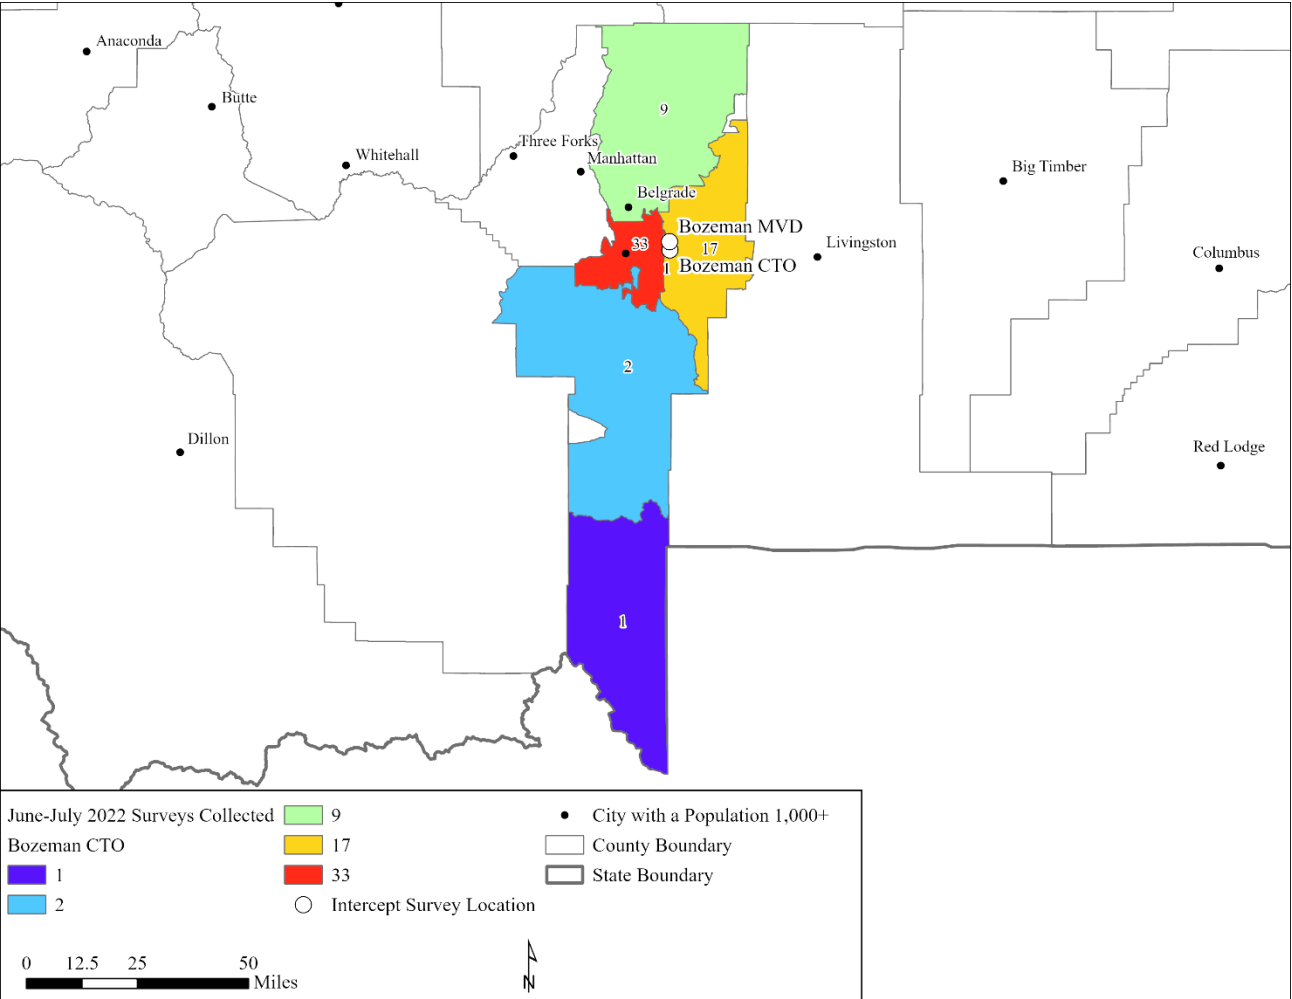 Anaconda
Butte
9
Three Forks
Whitehall
Manhattan
Big Timber
Belgrade
Bozeman MVD
33
17
Livingston
Columbus
Bozeman CTO
2
Dillon
Red Lodge
1
June-July 2022 Surveys Collected
Bozeman CTO
1
2
9
17
33
Intercept Survey Location
City with a Population 1,000+
County Boundary
State Boundary
0 12.5 25 50
Miles
N